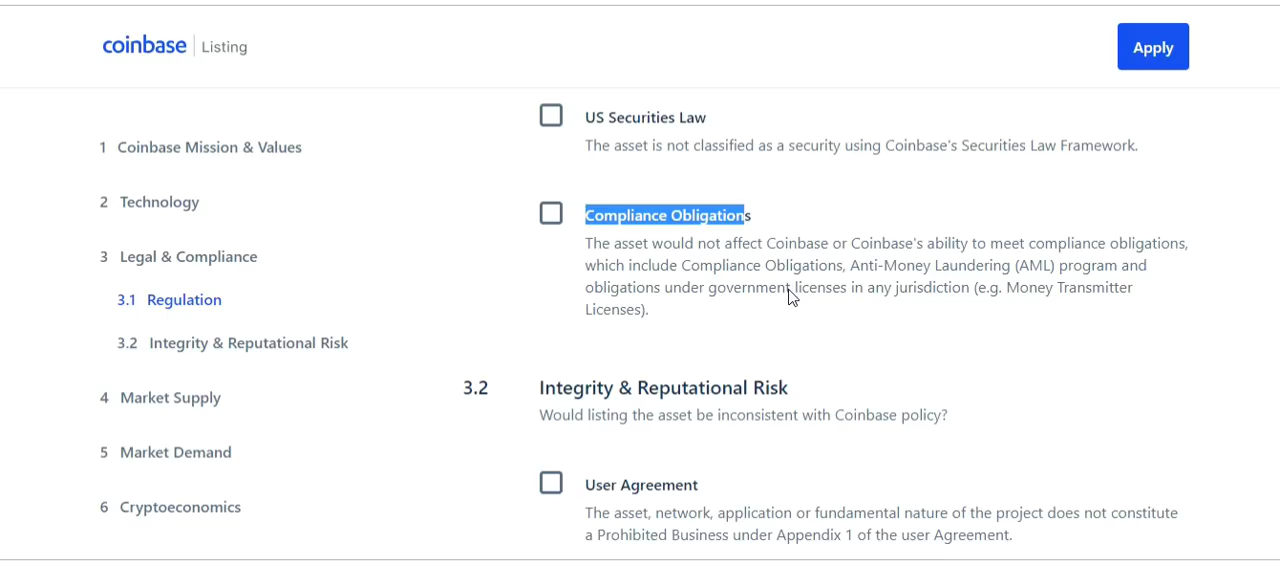 coinbase Listing
Apply
1 Coinbase Mission & Values
2 Technology
3 Legal & Compliance
3.1 Regulation
3.2 Integrity & Reputational Risk
4 Market Supply
5 Market Demand
6 Cryptoeconomics
US Securities Law
The asset is not classified as a security using Coinbase's Securities Law Framework.
Compliance Obligations
The asset would not affect Coinbase or Coinbase's ability to meet compliance obligations,
which include Compliance Obligations, Anti-Money Laundering (AML) program and
obligations under government licenses in any jurisdiction (e.g. Money Transmitter
Licenses).
3.2 Integrity & Reputational Risk
Would listing the asset be inconsistent with Coinbase policy?
User Agreement
The asset, network, application or fundamental nature of the project does not constitute
a Prohibited Business under Appendix 1 of the user Agreement.